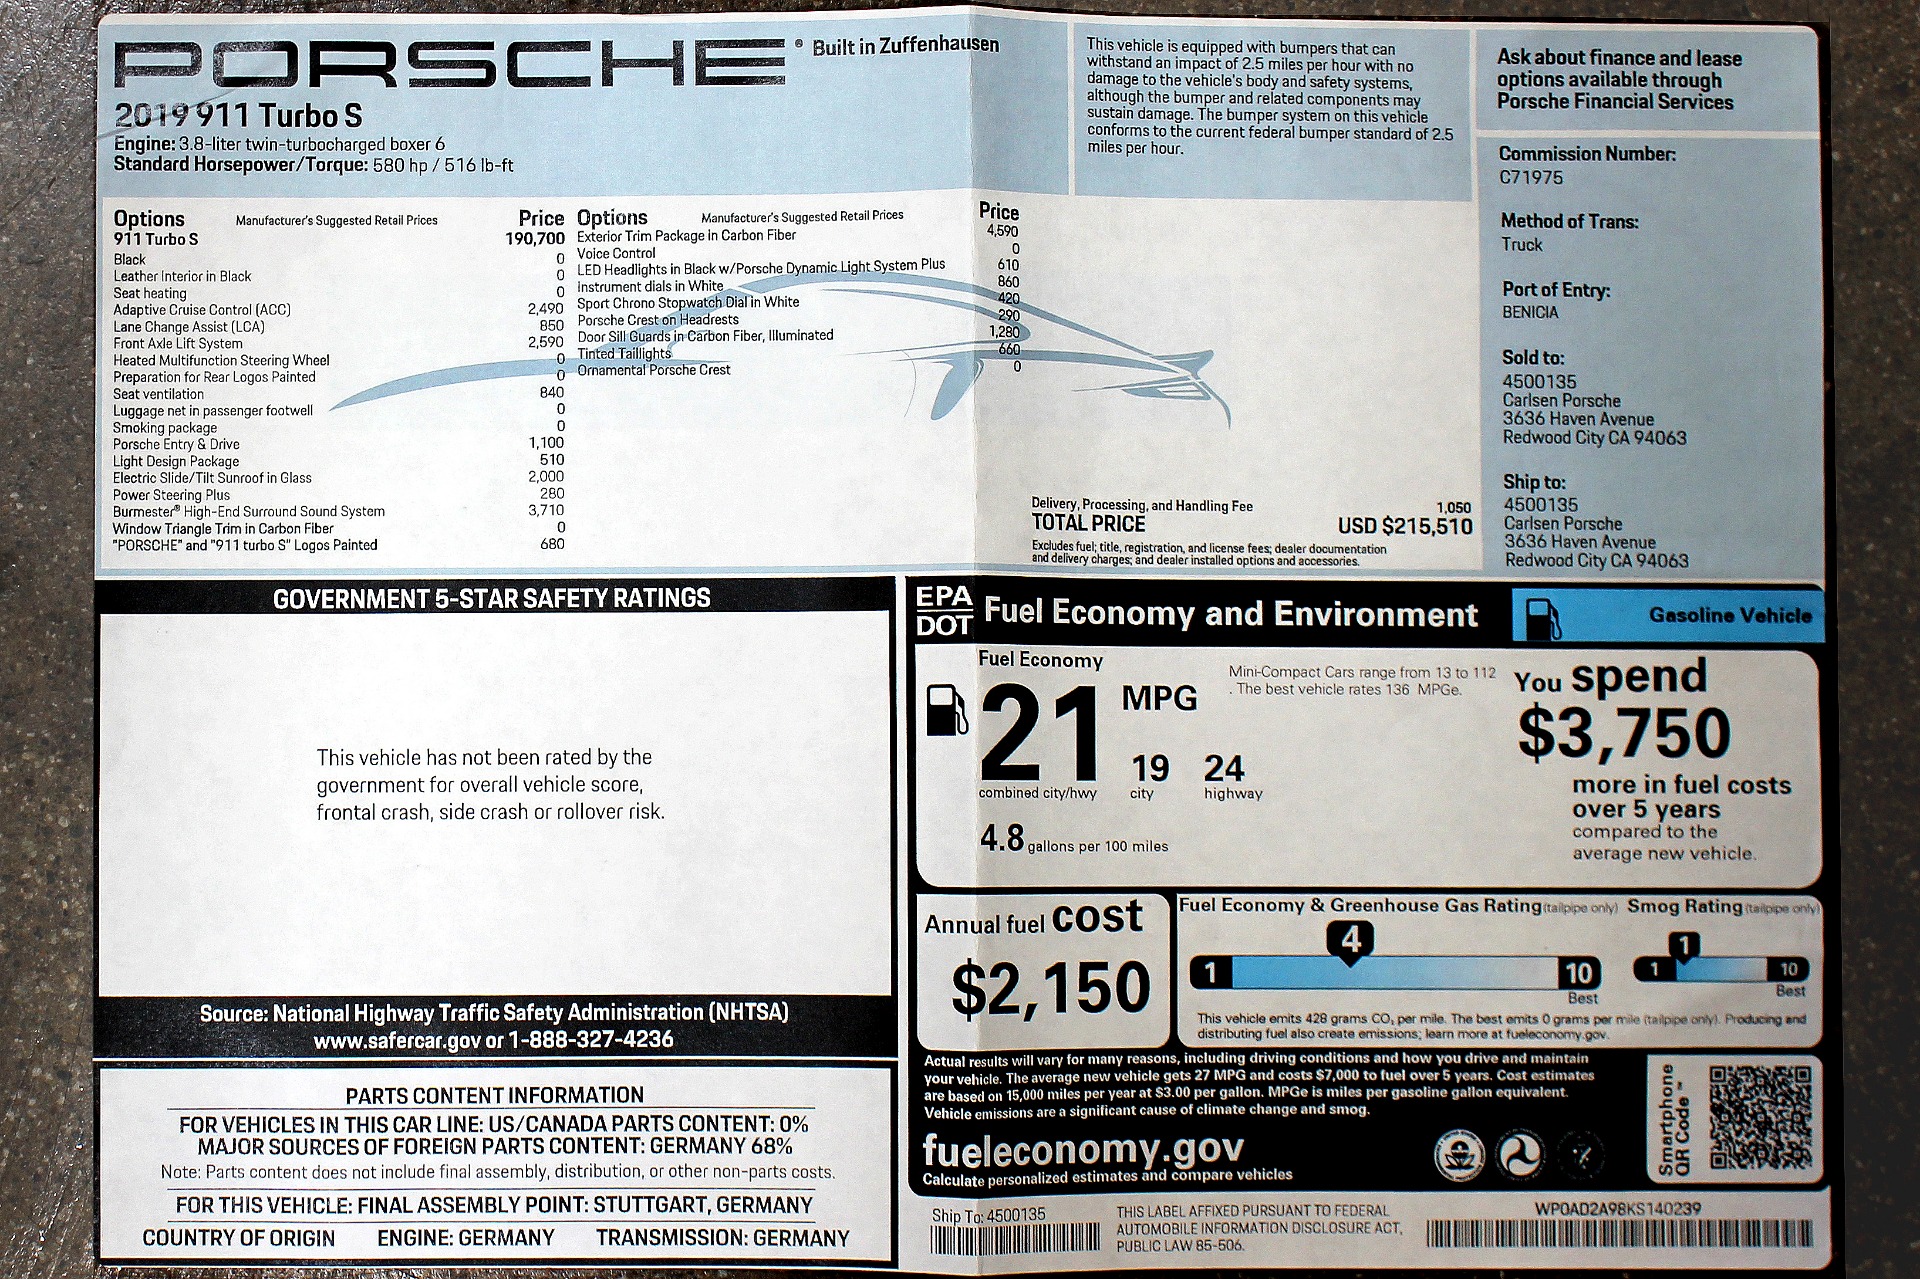 PORSCHE® Built in Zuffenhausen
2019 911 Turbo S
Engine: 3.8-liter twin-turbocharged boxer 6
Standard Horsepower/Torque: 580 hp / 516 lb-ft
This vehicle is equipped with bumpers that can
withstand an impact of 2.5 miles per hour with no
damage to the vehicle's body and safety systems,
although the bumper and related components may
sustain damage. The bumper system on this vehicle
conforms to the current federal bumper standard of 2.5
miles per hour.
Ask about finance and lease
options available through
Porsche Financial Services
Commission Number:
C71975
Method of Trans:
Truck
Port of Entry:
BENICIA
Sold to:
4500135
Carlsen Porsche
3636 Haven Avenue
Redwood City CA 94063
Ship to:
4500135
Carlsen Porsche
3636 Haven Avenue
Redwood City CA 94063
Options Manufacturer's Suggested Retail Prices Price
911 Turbo S 190,700
Black 0
Leather Interior in Black 0
Seat heating 0
Adaptive Cruise Control (ACC) 2,490
Lane Change Assist (LCA) 850
Front Axle Lift System 2,590
Heated Multifunction Steering Wheel 0
Preparation for Rear Logos Painted 0
Seat ventilation 840
Luggage net in passenger footwell 0
Smoking package 0
Porsche Entry & Drive 1,100
Light Design Package 510
Electric Slide/Tilt Sunroof in Glass 2,000
Power Steering Plus 280
Burmester® High-End Surround Sound System 3,710
Window Triangle Trim in Carbon Fiber 0
"PORSCHE" and "911 turbo S" Logos Painted 680
Options Manufacturer's Suggested Retail Prices Price
Exterior Trim Package in Carbon Fiber 4,590
Voice Control 0
LED Headlights in Black w/Porsche Dynamic Light System Plus 610
Instrument dials in White 860
Sport Chrono Stopwatch Dial in White 420
Porsche Crest on Headrests 290
Door Sill Guards in Carbon Fiber, Illuminated 1,280
Tinted Taillights 660
Ornamental Porsche Crest 0
Delivery, Processing, and Handling Fee 1,050
TOTAL PRICE USD $215,510
Excludes fuel; title, registration, and license fees; dealer documentation
and delivery charges; and dealer installed options and accessories.
GOVERNMENT 5-STAR SAFETY RATINGS
This vehicle has not been rated by the
government for overall vehicle score,
frontal crash, side crash or rollover risk.
Source: National Highway Traffic Safety Administration (NHTSA)
www.safercar.gov or 1-888-327-4236
PARTS CONTENT INFORMATION
FOR VEHICLES IN THIS CAR LINE: US/CANADA PARTS CONTENT: 0%
MAJOR SOURCES OF FOREIGN PARTS CONTENT: GERMANY 68%
Note: Parts content does not include final assembly, distribution, or other non-parts costs.
FOR THIS VEHICLE: FINAL ASSEMBLY POINT: STUTTGART, GERMANY
COUNTRY OF ORIGIN ENGINE: GERMANY TRANSMISSION: GERMANY
EPA
DOT
Fuel Economy and Environment
Gasoline Vehicle
Fuel Economy
21 MPG
19 24
combined city/hwy city highway
4.8 gallons per 100 miles
Mini-Compact Cars range from 13 to 112
. The best vehicle rates 136 MPGe.
You spend
$3,750
more in fuel costs
over 5 years
compared to the
average new vehicle.
Annual fuel cost
$2,150
Fuel Economy & Greenhouse Gas Rating (tailpipe only)
4
1 10
Best
Smog Rating (tailpipe only)
1
1 10
Best
This vehicle emits 428 grams CO₂ per mile. The best emits 0 grams per mile (tailpipe only). Producing and
distributing fuel also create emissions; learn more at fueleconomy.gov.
Actual results will vary for many reasons, including driving conditions and how you drive and maintain
your vehicle. The average new vehicle gets 27 MPG and costs $7,000 to fuel over 5 years. Cost estimates
are based on 15,000 miles per year at $3.00 per gallon. MPGe is miles per gasoline gallon equivalent.
Vehicle emissions are a significant cause of climate change and smog.
fueleconomy.gov
Calculate personalized estimates and compare vehicles
Smartphone
QR Code™
Ship To: 4500135
THIS LABEL AFFIXED PURSUANT TO FEDERAL
AUTOMOBILE INFORMATION DISCLOSURE ACT,
PUBLIC LAW 85-506.
WP0AD2A98KS140239